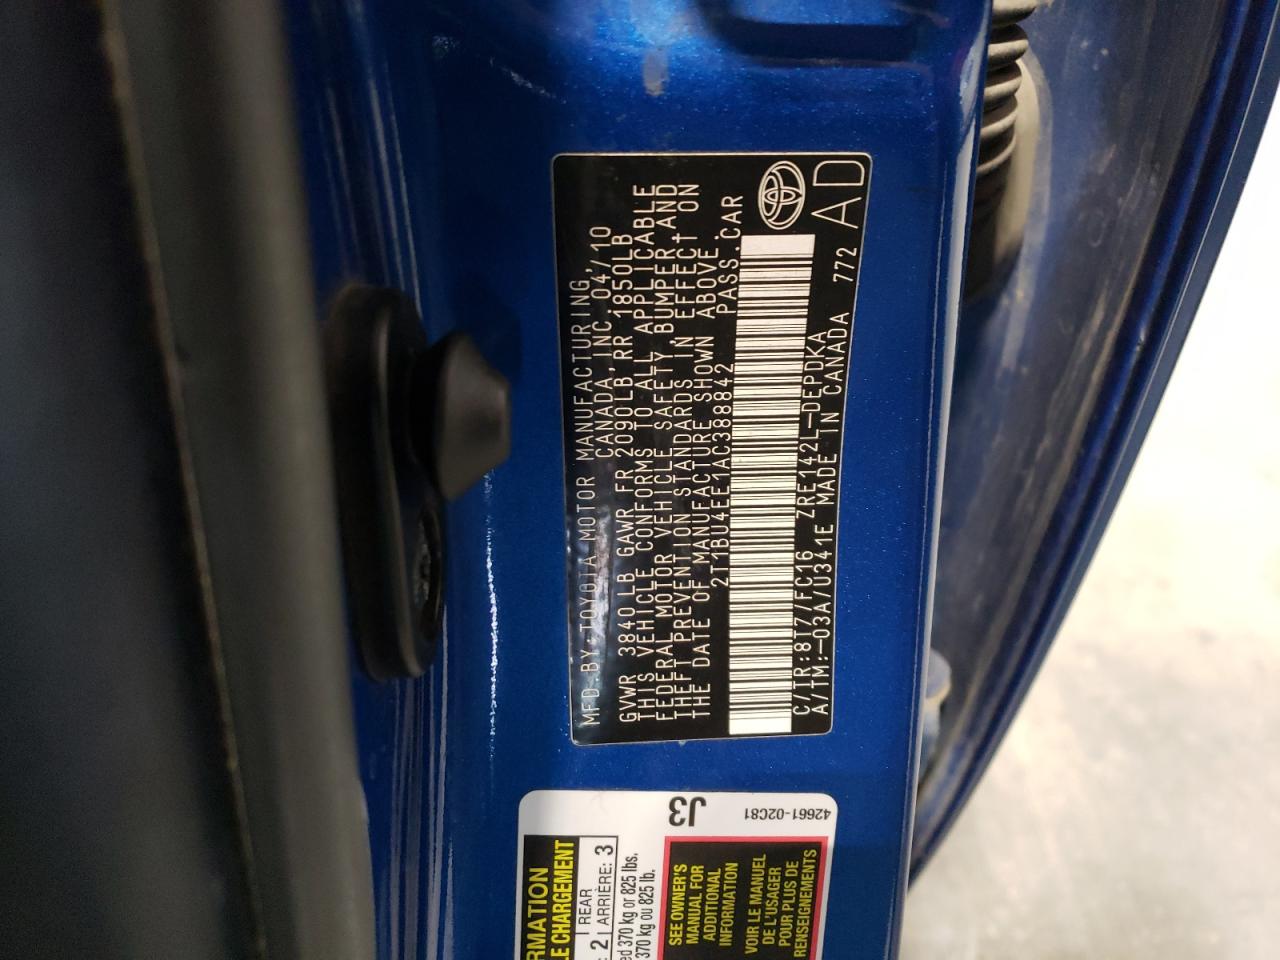 MFD.BY:TOYOTA MOTOR MANUFACTURING,
CANADA,INC. 04/10
GVWR 3840LB GAWR FR 2090LB,RR 1850LB
THIS VEHICLE CONFORMS TO ALL APPLICABLE
FEDERAL MOTOR VEHICLE SAFETY,BUMPER,AND
THEFT PREVENTION STANDARDS IN EFFECT ON
THE DATE OF MANUFACTURE SHOWN ABOVE.
2T1BU4EE1AC388842 PASS.CAR
C/TR:8T7/FC16 ZRE142L-DEPDKA
A/TM:-03A/U341E MADE IN CANADA 772
AD
J3
42661-02C81
RMATION
LE CHARGEMENT
: 2 REAR
ARRIÈRE: 3
ed 370 kg or 825 lbs.
370 kg ou 825 lb.
SEE OWNER'S
MANUAL FOR
ADDITIONAL
INFORMATION
VOIR LE MANUEL
DE L'USAGER
POUR PLUS DE
RENSEIGNEMENTS